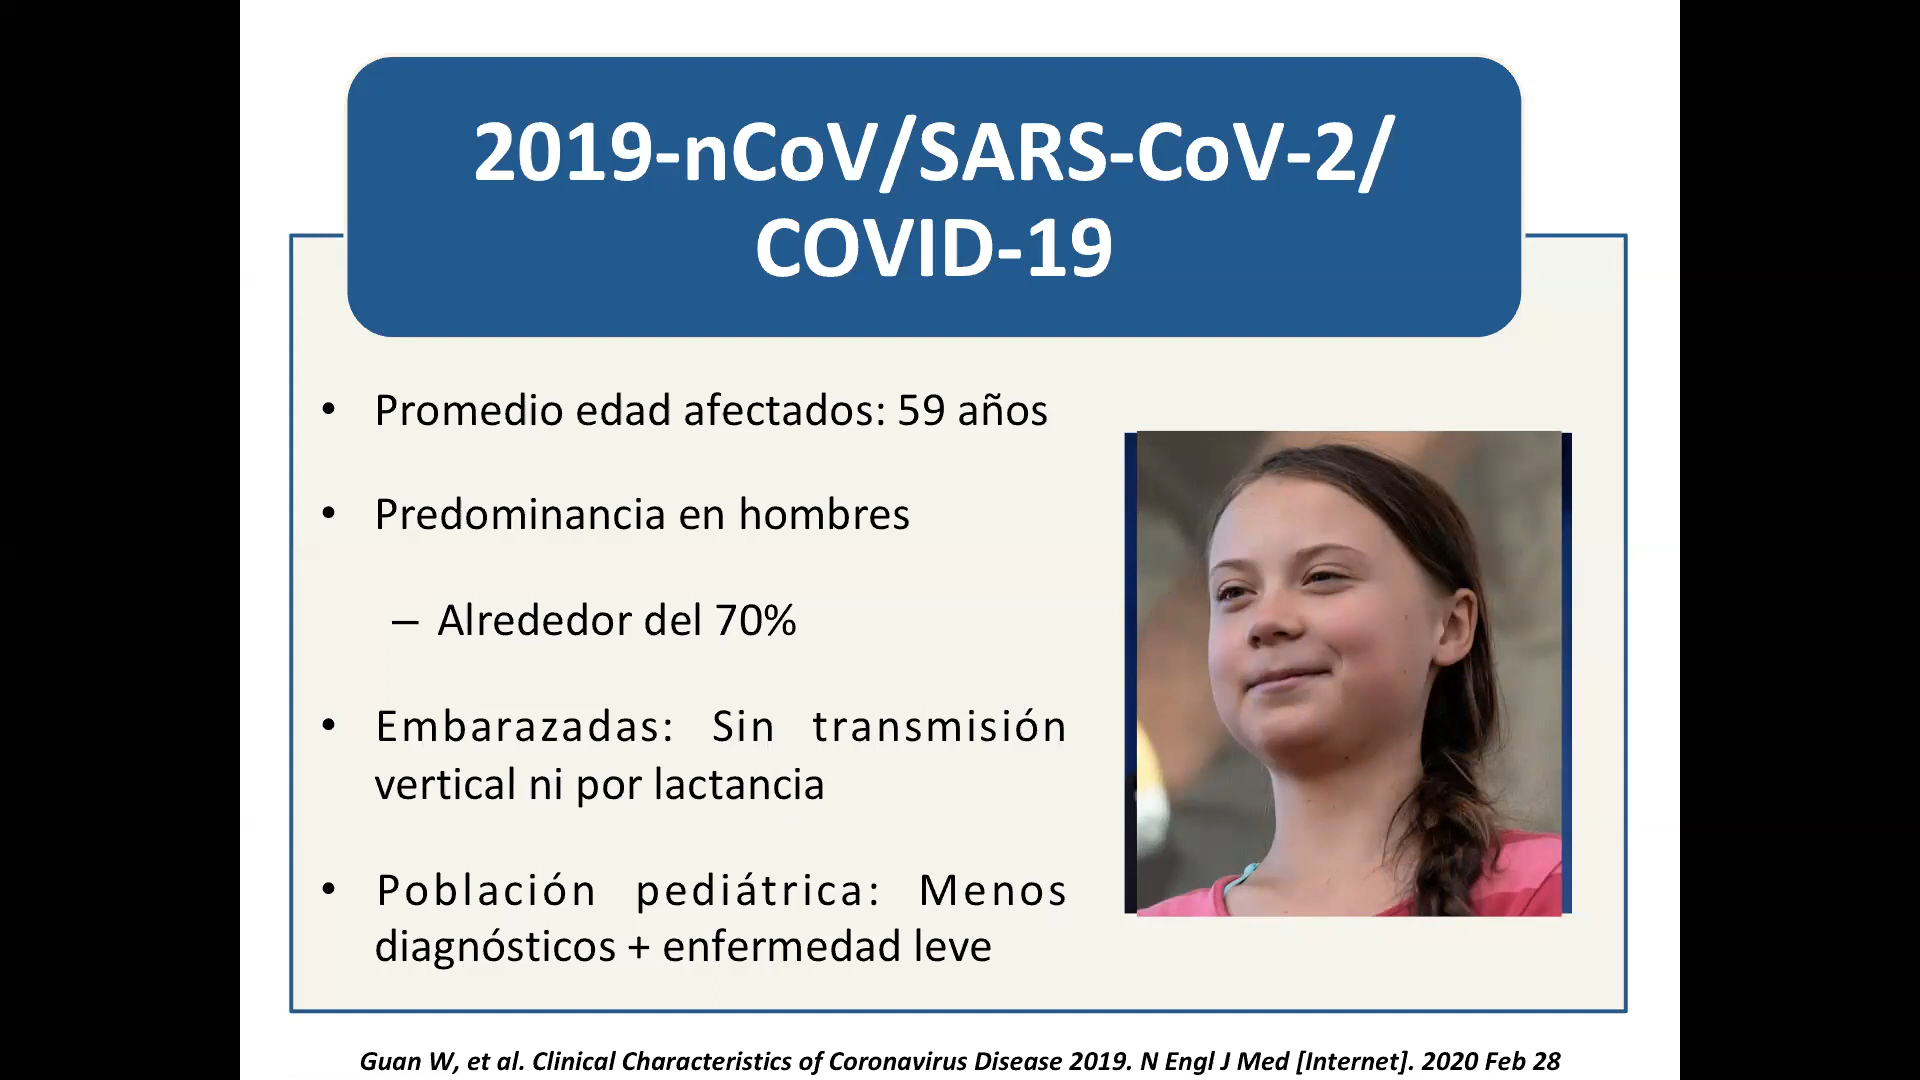 2019-nCoV/SARS-CoV-2/
COVID-19
• Promedio edad afectados: 59 años
• Predominancia en hombres
– Alrededor del 70%
• Embarazadas: Sin transmisión
vertical ni por lactancia
• Población pediátrica: Menos
diagnósticos + enfermedad leve
Guan W, et al. Clinical Characteristics of Coronavirus Disease 2019. N Engl J Med [Internet]. 2020 Feb 28